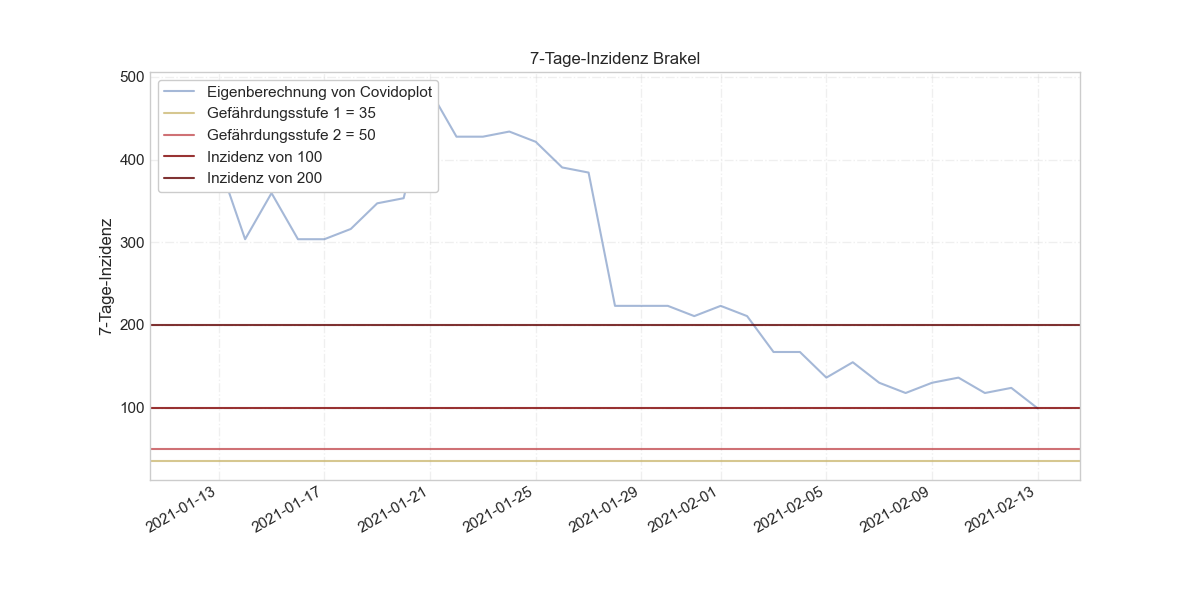 7-Tage-Inzidenz Brakel
500
400
300
200
100
7-Tage-Inzidenz
Eigenberechnung von Covidoplot
Gefährdungsstufe 1 = 35
Gefährdungsstufe 2 = 50
Inzidenz von 100
Inzidenz von 200
2021-01-13
2021-01-17
2021-01-21
2021-01-25
2021-01-29
2021-02-01
2021-02-05
2021-02-09
2021-02-13